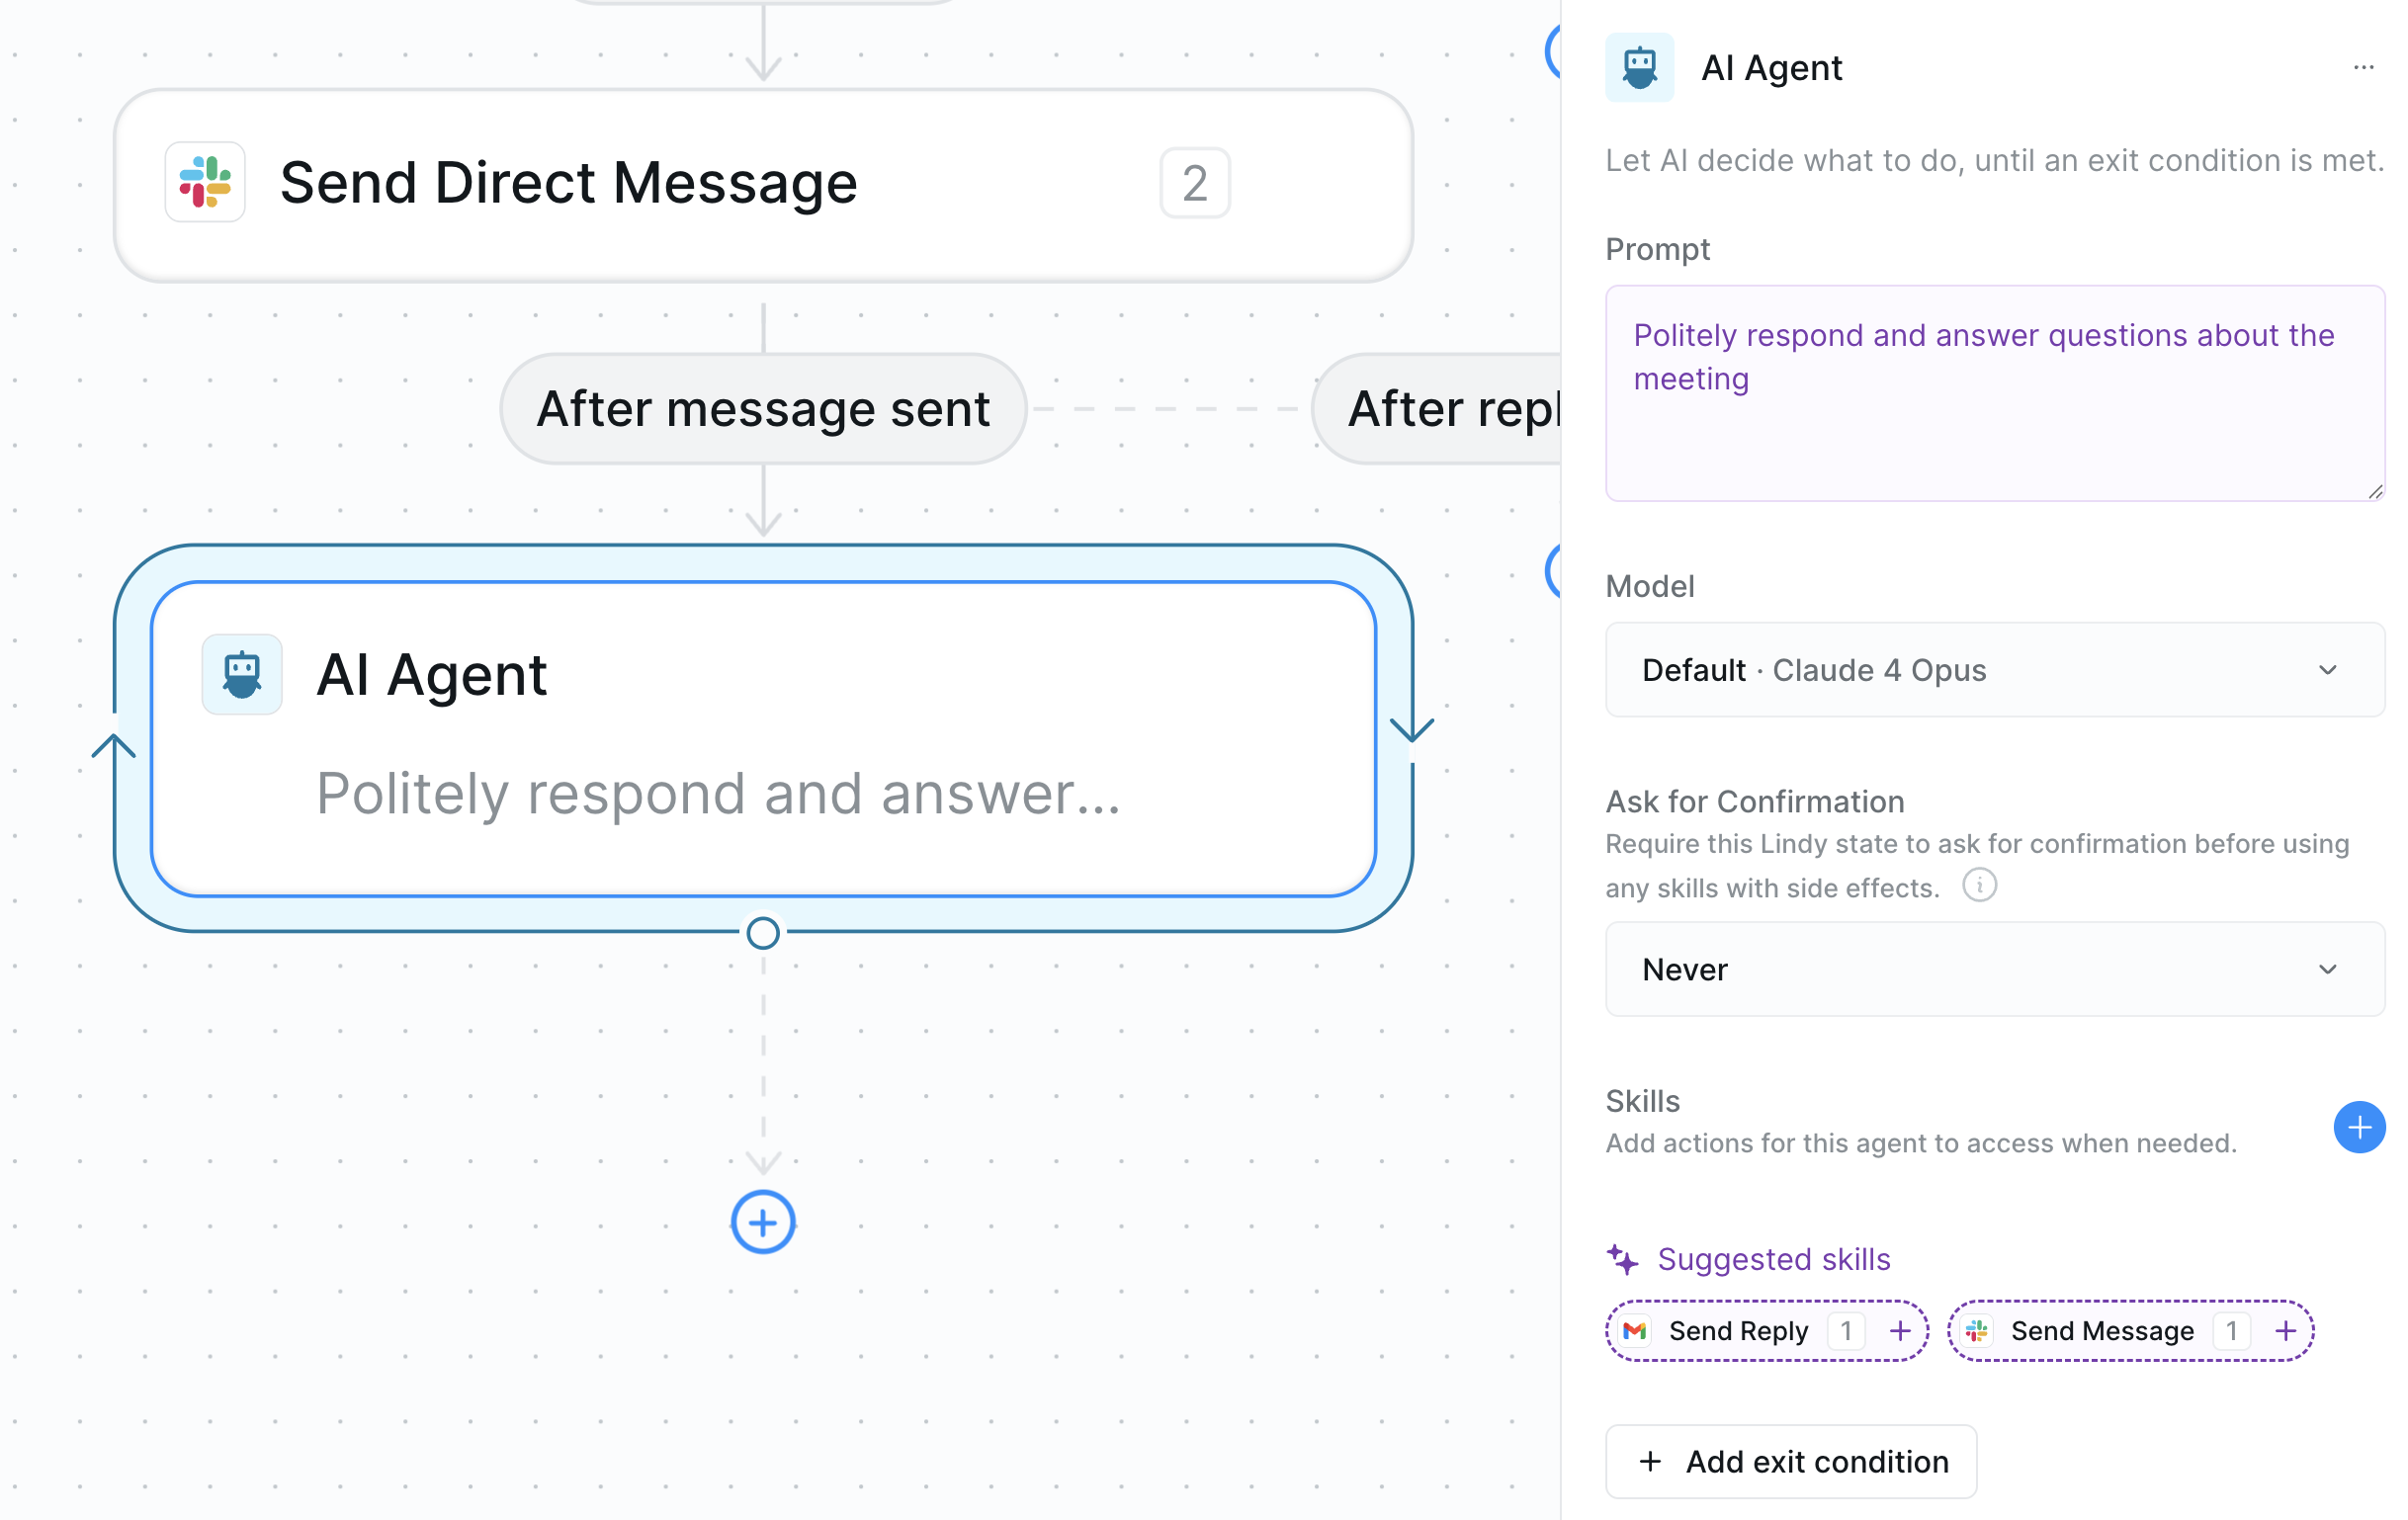 Send Direct Message
2
After message sent
After repl
AI Agent
Politely respond and answer...
AI Agent
Let AI decide what to do, until an exit condition is met.
Prompt
Politely respond and answer questions about the
meeting
Model
Default · Claude 4 Opus
Ask for Confirmation
Require this Lindy state to ask for confirmation before using
any skills with side effects.
Never
Skills
Add actions for this agent to access when needed.
Suggested skills
Send Reply 1
Send Message 1
Add exit condition